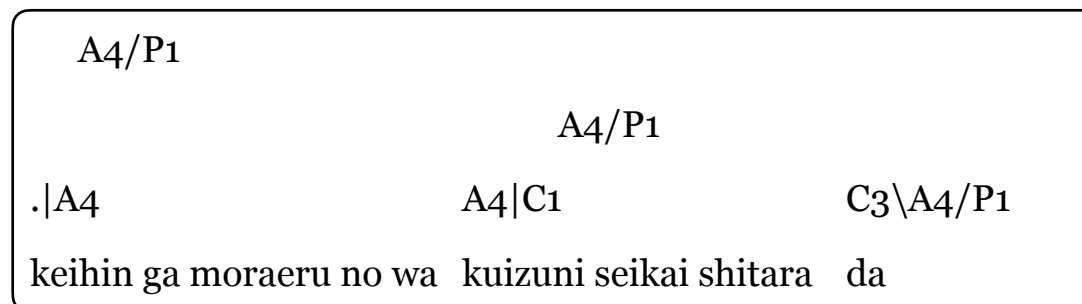 A4/P1
A4/P1
.|A4 A4|C1 C3\A4/P1
keihin ga moraeru no wa kuizuni seikai shitara da